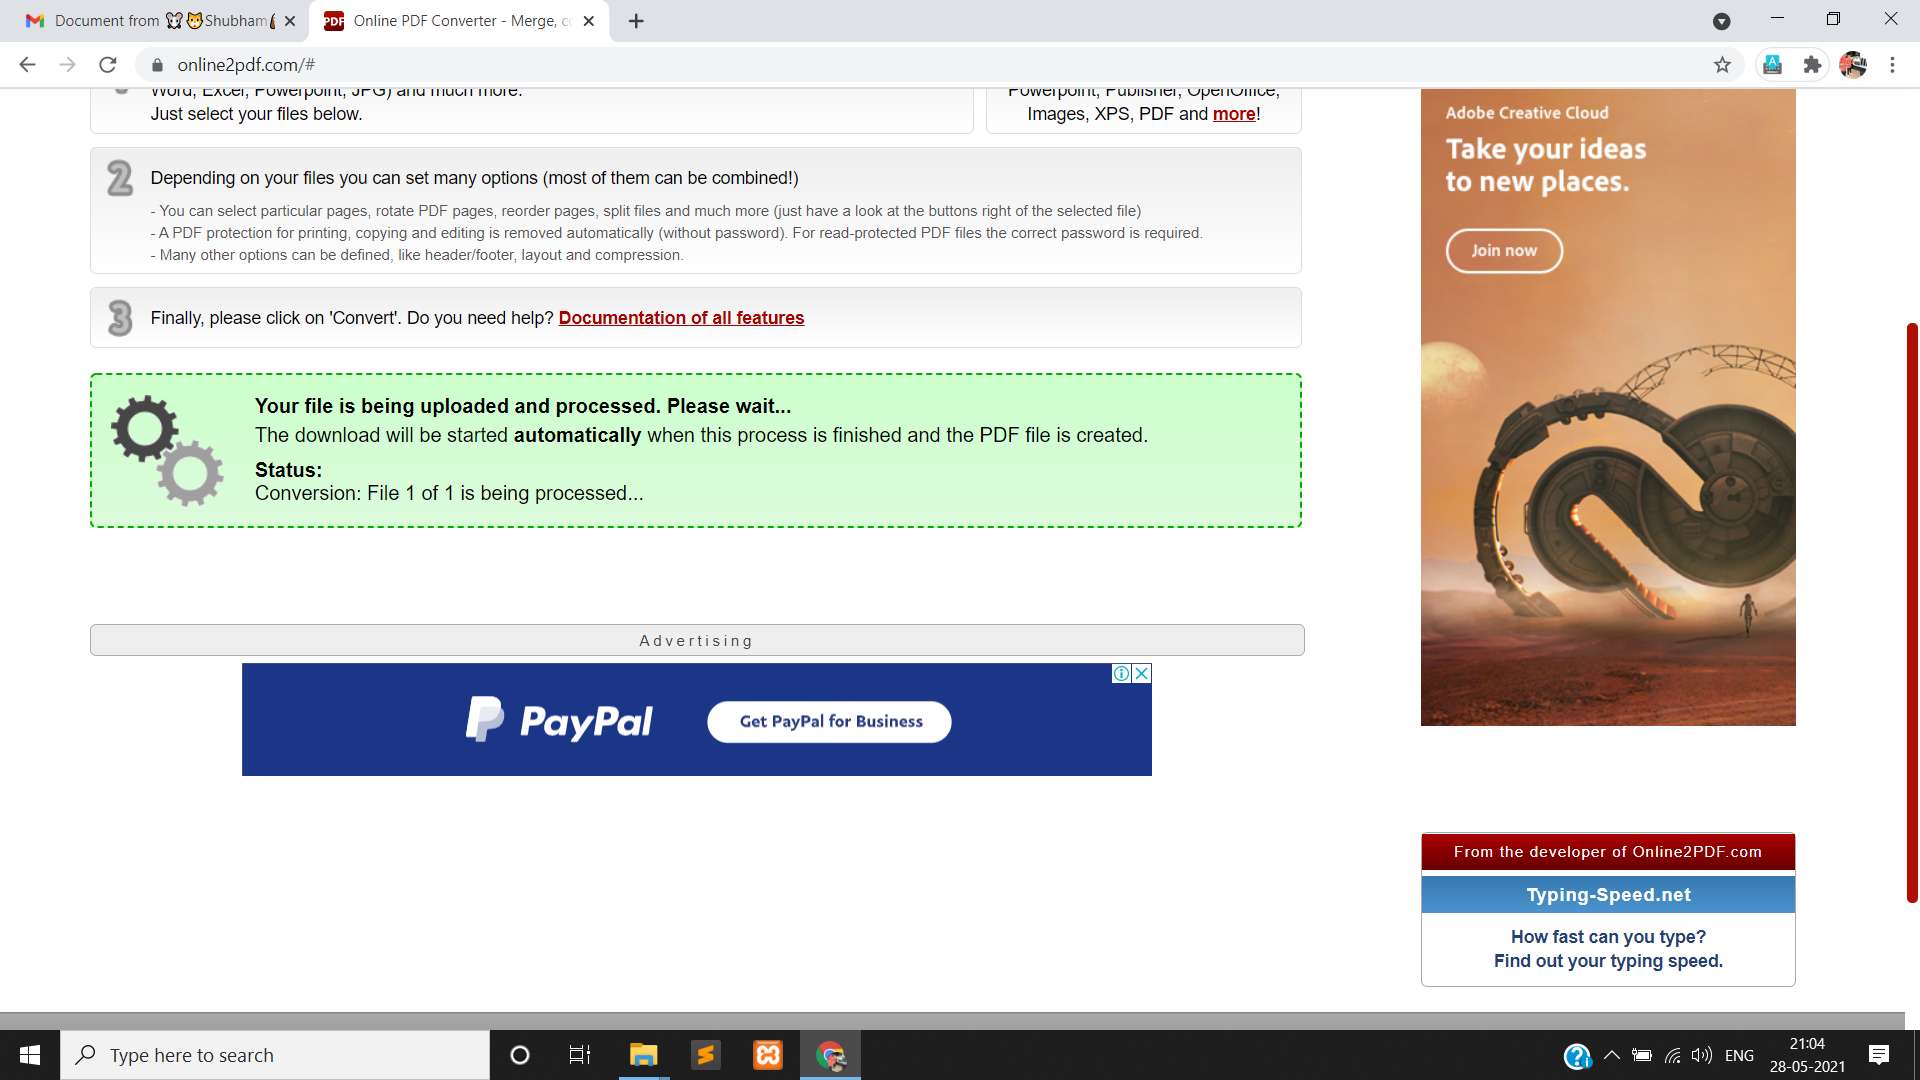 Document from 🐭🐱Shubham
PDF
Online PDF Converter - Merge, c
online2pdf.com/#
Word, Excel, Powerpoint, JPG) and much more.
Just select your files below.
Powerpoint, Publisher, OpenOffice,
Images, XPS, PDF and more!
2
Depending on your files you can set many options (most of them can be combined!)
- You can select particular pages, rotate PDF pages, reorder pages, split files and much more (just have a look at the buttons right of the selected file)
- A PDF protection for printing, copying and editing is removed automatically (without password). For read-protected PDF files the correct password is required.
- Many other options can be defined, like header/footer, layout and compression.
3
Finally, please click on 'Convert'. Do you need help? Documentation of all features
Your file is being uploaded and processed. Please wait...
The download will be started automatically when this process is finished and the PDF file is created.
Status:
Conversion: File 1 of 1 is being processed...
Advertising
PayPal
Get PayPal for Business
Adobe Creative Cloud
Take your ideas
to new places.
Join now
From the developer of Online2PDF.com
Typing-Speed.net
How fast can you type?
Find out your typing speed.
Type here to search
ENG
21:04
28-05-2021